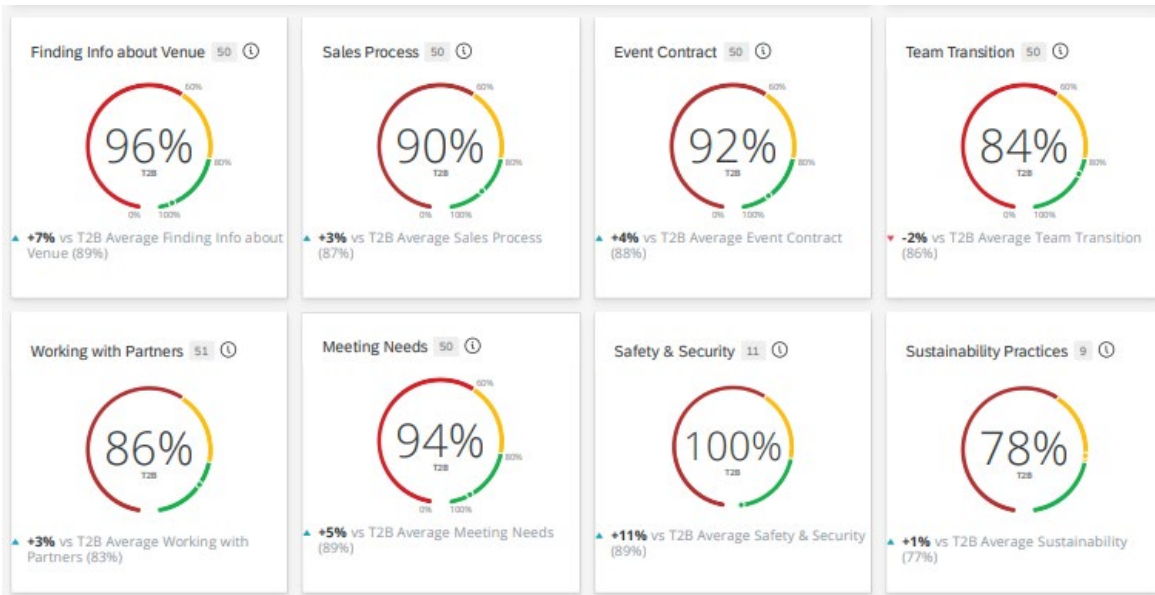 Finding Info about Venue 50
60%
96%
T2B
80%
0% 100%
+7% vs T2B Average Finding Info about
Venue (89%)
Sales Process 50
60%
90%
T2B
80%
0% 100%
+3% vs T2B Average Sales Process
(87%)
Event Contract 50
60%
92%
T2B
80%
0% 100%
+4% vs T2B Average Event Contract
(88%)
Team Transition 50
60%
84%
T2B
80%
0% 100%
-2% vs T2B Average Team Transition
(86%)
Working with Partners 51
86%
T2B
+3% vs T2B Average Working with
Partners (83%)
Meeting Needs 50
60%
94%
T2B
80%
0% 100%
+5% vs T2B Average Meeting Needs
(89%)
Safety & Security 11
100%
T2B
+11% vs T2B Average Safety & Security
(89%)
Sustainability Practices 9
78%
T2B
+1% vs T2B Average Sustainability
(77%)